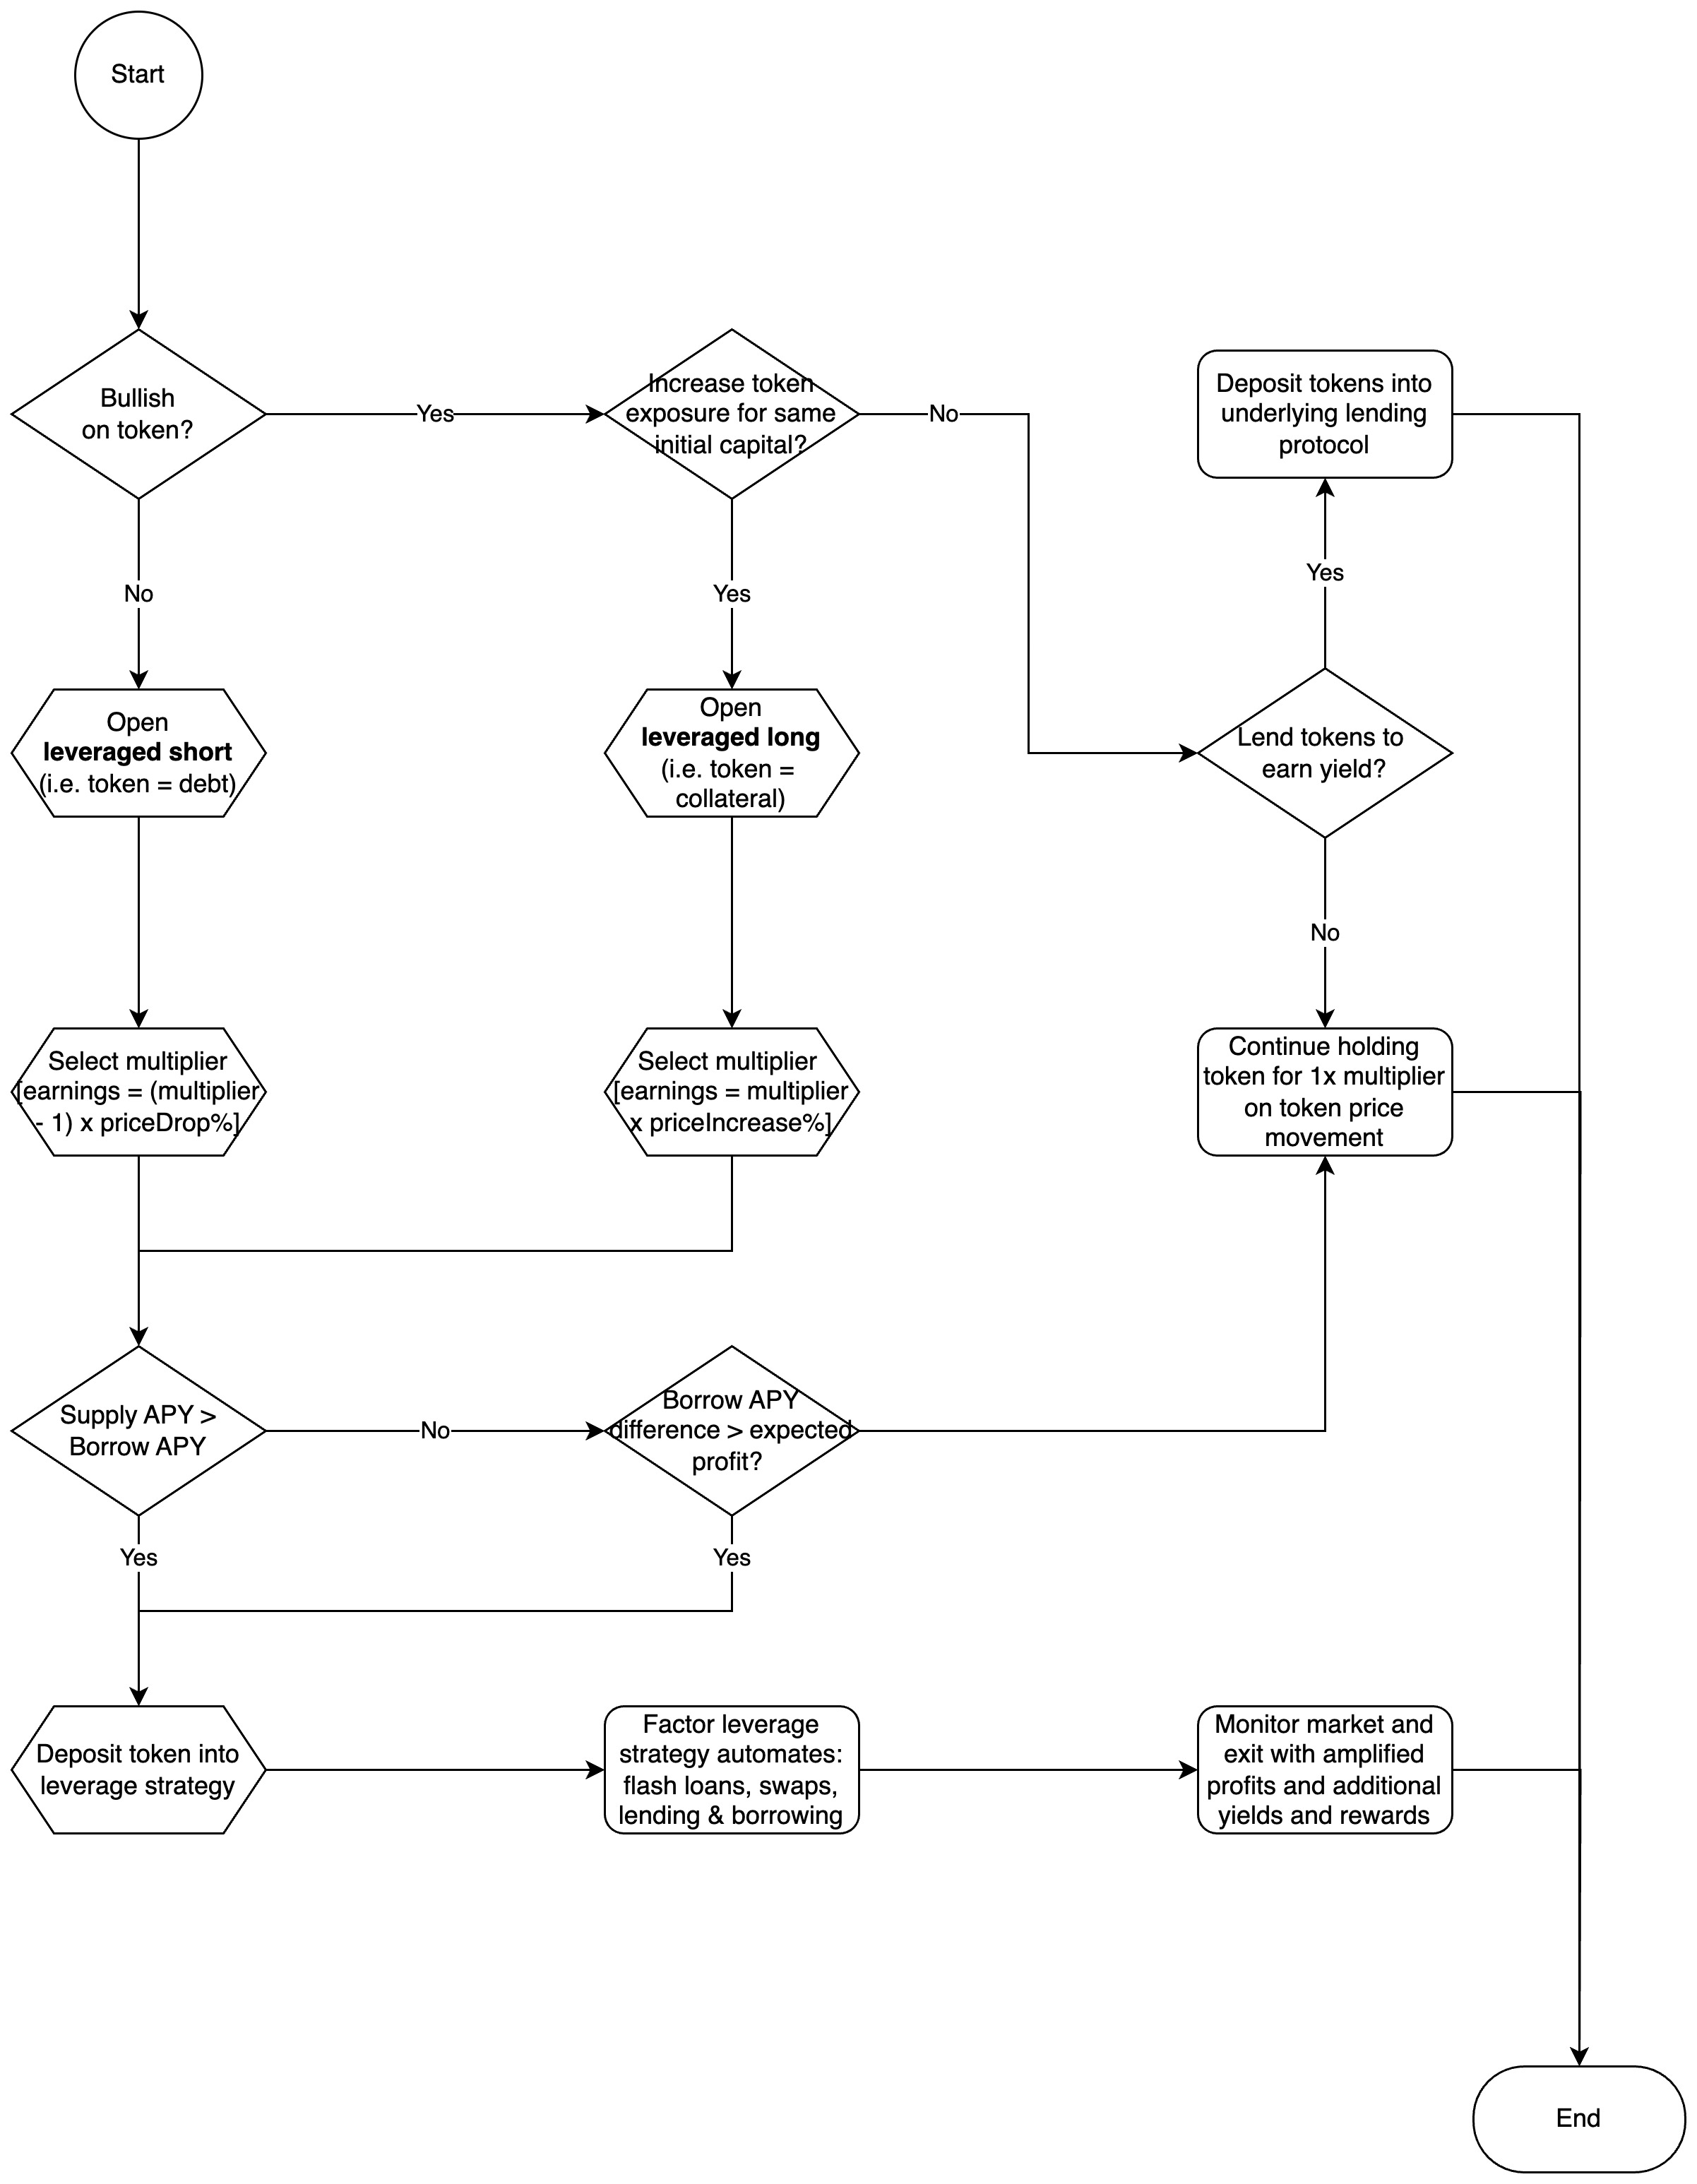 Start
Bullish
on token?
Yes
Increase token
exposure for same
initial capital?
No
Deposit tokens into
underlying lending
protocol
No
Yes
Yes
Open
leveraged short
(i.e. token = debt)
Open
leveraged long
(i.e. token =
collateral)
Lend tokens to
earn yield?
No
Select multiplier
[earnings = (multiplier
- 1) x priceDrop%]
Select multiplier
[earnings = multiplier
x priceIncrease%]
Continue holding
token for 1x multiplier
on token price
movement
Supply APY >
Borrow APY
No
Borrow APY
difference > expected
profit?
Yes
Yes
Deposit token into
leverage strategy
Factor leverage
strategy automates:
flash loans, swaps,
lending & borrowing
Monitor market and
exit with amplified
profits and additional
yields and rewards
End